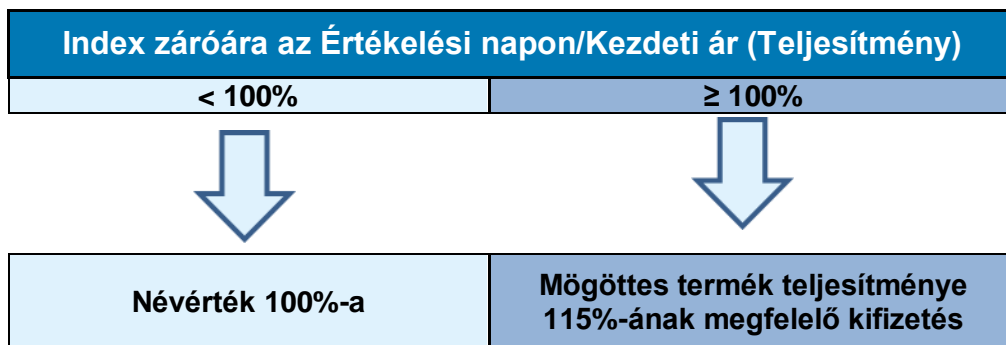 Index záróára az Értékelési napon/Kezdeti ár (Teljesítmény)
< 100%
≥ 100%
Névérték 100%-a
Mögöttes termék teljesítménye
115%-ának megfelelő kifizetés